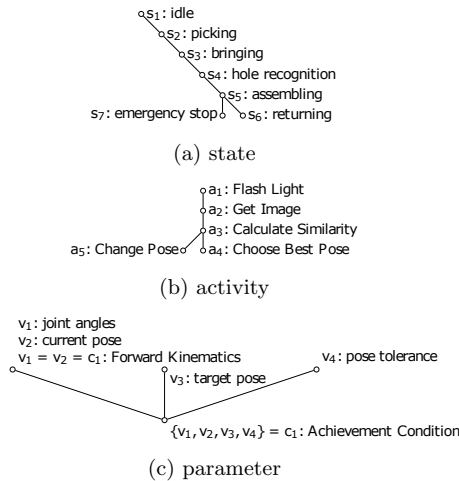 s₁: idle
s₂: picking
s₃: bringing
s₄: hole recognition
s₅: assembling
s₇: emergency stop s₆: returning
(a) state
a₁: Flash Light
a₂: Get Image
a₃: Calculate Similarity
a₅: Change Pose a₄: Choose Best Pose
(b) activity
v₁: joint angles
v₂: current pose
v₁ = v₂ = c₁: Forward Kinematics v₄: pose tolerance
v₃: target pose
{v₁, v₂, v₃, v₄} = c₁: Achievement Condition
(c) parameter